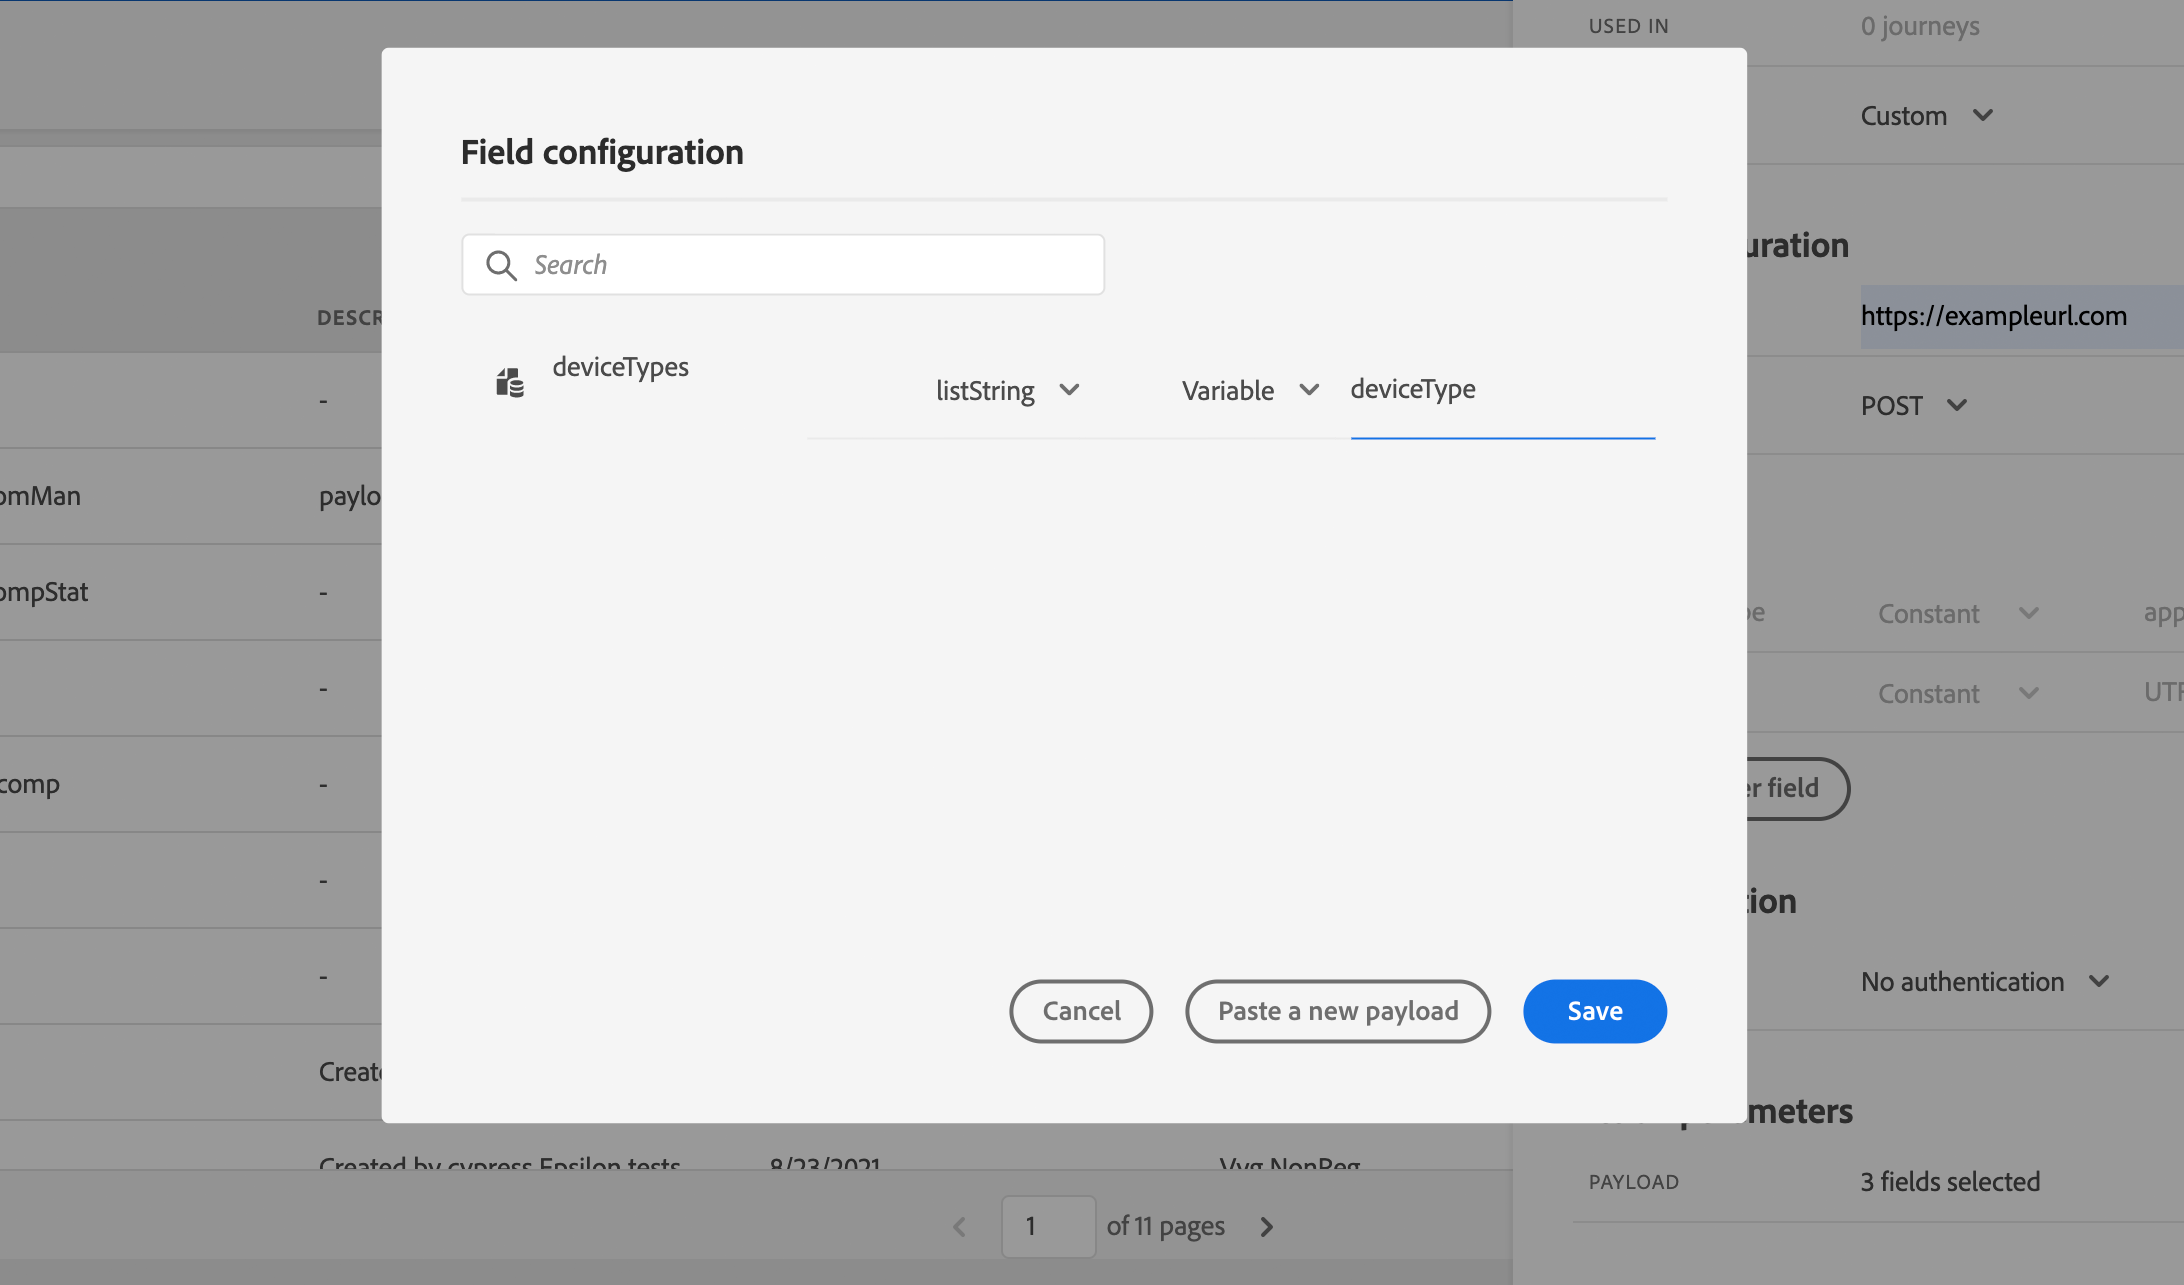 USED IN 0 journeys
Custom
Field configuration
Search
uration
https://exampleurl.com
DESCR
deviceTypes listString Variable deviceType
-
POST
omMan paylo
ompStat -
Constant app
-
Constant UTF
comp -
er field
-
tion
-
No authentication
Cancel Paste a new payload Save
Creat
meters
Created by cypress Epsilon tests 8/23/2021 Vyg NonReg
PAYLOAD 3 fields selected
1 of 11 pages